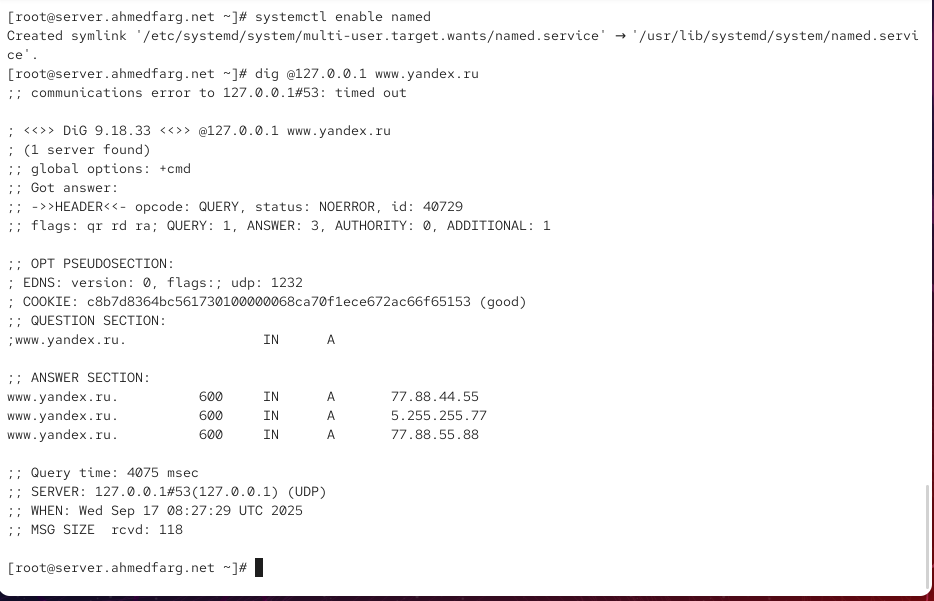 [root@server.ahmedfarg.net ~]# systemctl enable named
Created symlink '/etc/systemd/system/multi-user.target.wants/named.service' → '/usr/lib/systemd/system/named.servi
ce'.
[root@server.ahmedfarg.net ~]# dig @127.0.0.1 www.yandex.ru
;; communications error to 127.0.0.1#53: timed out

; <<>> DiG 9.18.33 <<>> @127.0.0.1 www.yandex.ru
; (1 server found)
;; global options: +cmd
;; Got answer:
;; ->>HEADER<<- opcode: QUERY, status: NOERROR, id: 40729
;; flags: qr rd ra; QUERY: 1, ANSWER: 3, AUTHORITY: 0, ADDITIONAL: 1

;; OPT PSEUDOSECTION:
; EDNS: version: 0, flags:; udp: 1232
; COOKIE: c8b7d8364bc561730100000068ca70f1ece672ac66f65153 (good)
;; QUESTION SECTION:
;www.yandex.ru.                 IN      A

;; ANSWER SECTION:
www.yandex.ru.          600     IN      A       77.88.44.55
www.yandex.ru.          600     IN      A       5.255.255.77
www.yandex.ru.          600     IN      A       77.88.55.88

;; Query time: 4075 msec
;; SERVER: 127.0.0.1#53(127.0.0.1) (UDP)
;; WHEN: Wed Sep 17 08:27:29 UTC 2025
;; MSG SIZE  rcvd: 118

[root@server.ahmedfarg.net ~]#